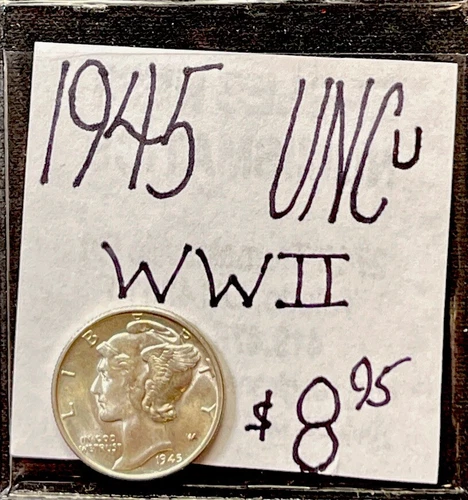 1945 UNCU
WWII
$8 95
LIBERTY
IN GOD
WE TRUST
1945